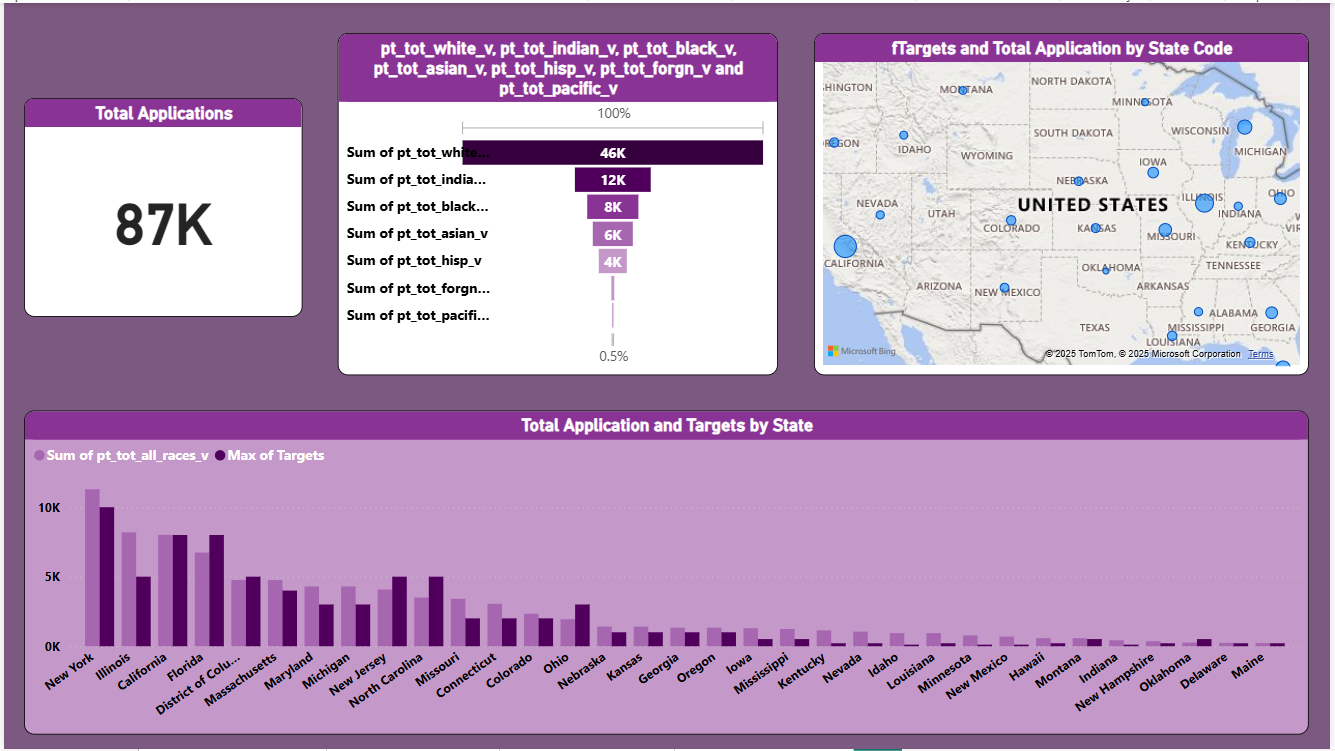 Total Applications
87K
pt_tot_white_v, pt_tot_indian_v, pt_tot_black_v,
pt_tot_asian_v, pt_tot_hisp_v, pt_tot_forgn_v and
pt_tot_pacific_v
100%
Sum of pt_tot_white...
46K
Sum of pt_tot_india...
12K
Sum of pt_tot_black...
8K
Sum of pt_tot_asian_v
6K
Sum of pt_tot_hisp_v
4K
Sum of pt_tot_forgn...
Sum of pt_tot_pacifi...
0.5%
fTargets and Total Application by State Code
HINGTON
MONTANA
NORTH DAKOTA
MINNESOTA
SOUTH DAKOTA
WISCONSIN
MICHIGAN
OREGON
IDAHO
WYOMING
IOWA
NEBRASKA
NEVADA
UTAH
UNITED STATES
ILLINOIS
INDIANA
OHIO
COLORADO
KANSAS
MISSOURI
KENTUCKY
VIR
CALIFORNIA
OKLAHOMA
TENNESSEE
ARIZONA
NEW MEXICO
ARKANSAS
TEXAS
MISSISSIPPI
ALABAMA
GEORGIA
LOUISIANA
Microsoft Bing
© 2025 TomTom, © 2025 Microsoft Corporation Terms
Total Application and Targets by State
Sum of pt_tot_all_races_v Max of Targets
10K
5K
0K
New York
Illinois
California
Florida
District of Colu...
Massachusetts
Maryland
Michigan
New Jersey
North Carolina
Missouri
Connecticut
Colorado
Ohio
Nebraska
Kansas
Georgia
Oregon
Iowa
Mississippi
Kentucky
Nevada
Idaho
Louisiana
Minnesota
New Mexico
Hawaii
Montana
Indiana
New Hampshire
Oklahoma
Delaware
Maine